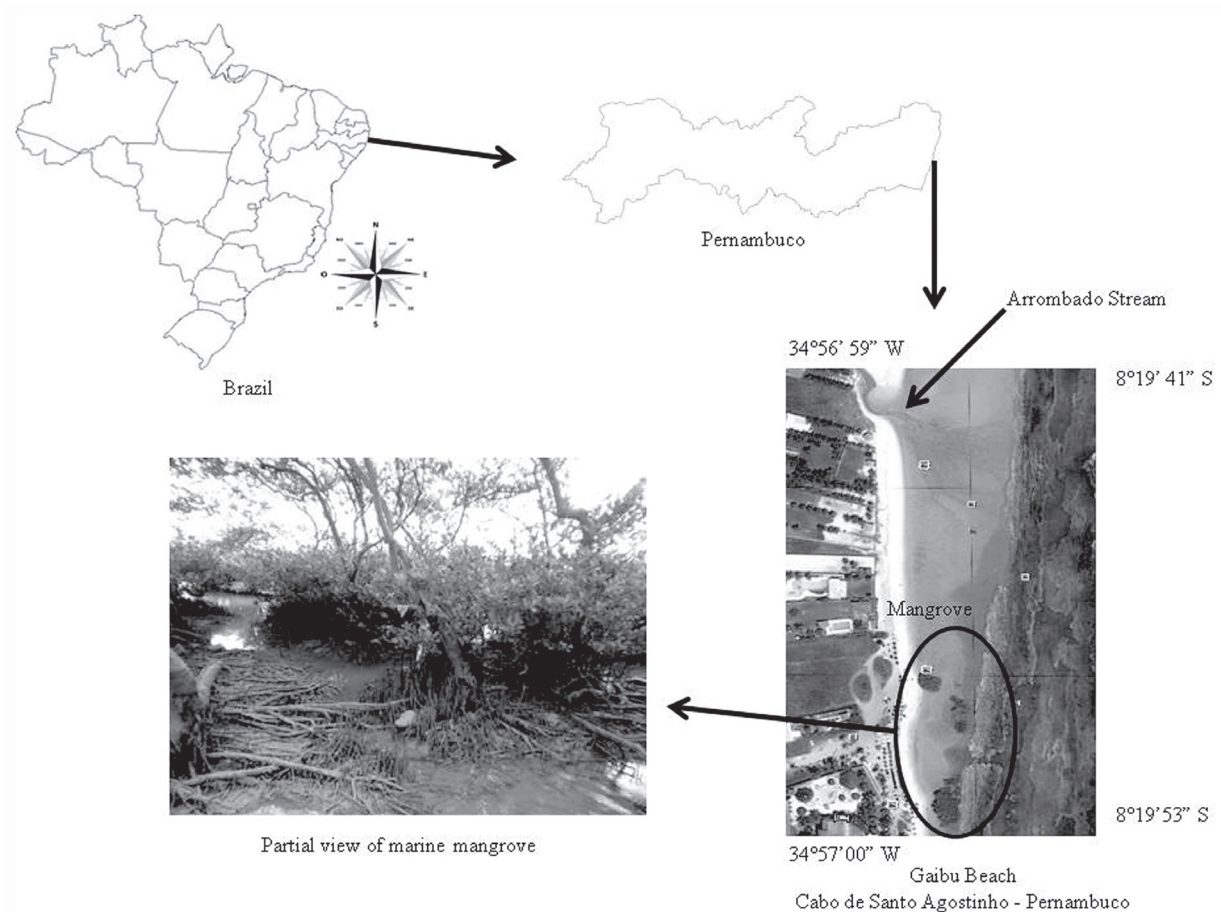 N
O
E
S
Brazil
Pernambuco
Arrombado Stream
34°56’ 59” W
8°19’ 41” S
Mangrove
8°19’53” S
34°57’00” W
Partial view of marine mangrove
Gaibu Beach
Cabo de Santo Agostinho - Pernambuco